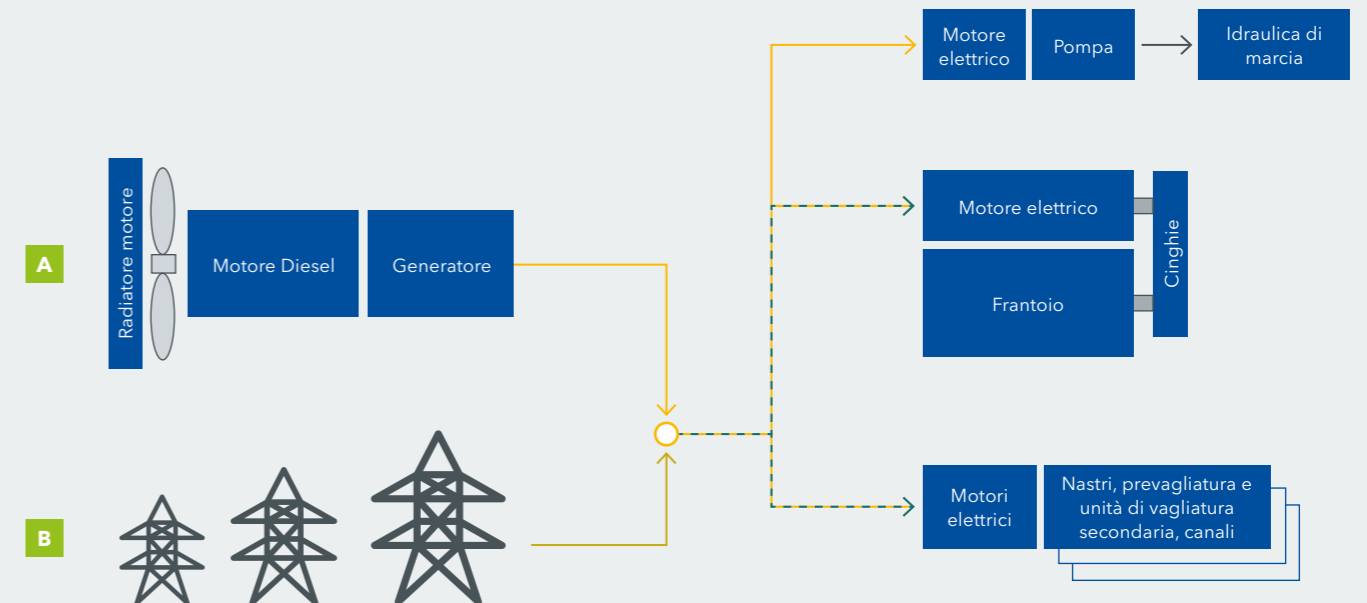 Motore
elettrico
Pompa
Idraulica di
marcia
A
Radiatore motore
Motore Diesel
Generatore
Motore elettrico
Frantoio
Cinghie
B
Motori
elettrici
Nastri, prevagliatura e
unità di vagliatura
secondaria, canali